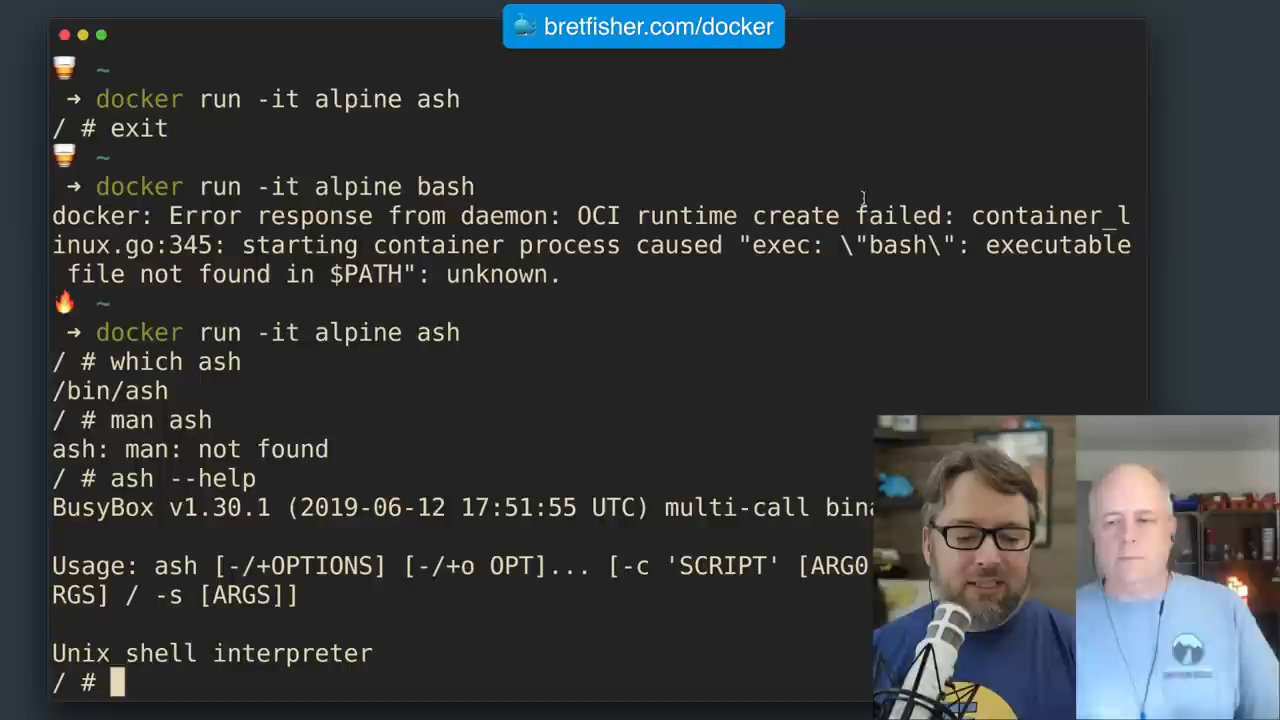 bretfisher.com/docker
~
➜ docker run -it alpine ash
/ # exit
~
➜ docker run -it alpine bash
docker: Error response from daemon: OCI runtime create failed: container_l
inux.go:345: starting container process caused "exec: \"bash\": executable
file not found in $PATH": unknown.
~
➜ docker run -it alpine ash
/ # which ash
/bin/ash
/ # man ash
ash: man: not found
/ # ash --help
BusyBox v1.30.1 (2019-06-12 17:51:55 UTC) multi-call bina
Usage: ash [-/+OPTIONS] [-/+o OPT]... [-c 'SCRIPT' [ARG0
RGS] / -s [ARGS]]
Unix shell interpreter
/ #